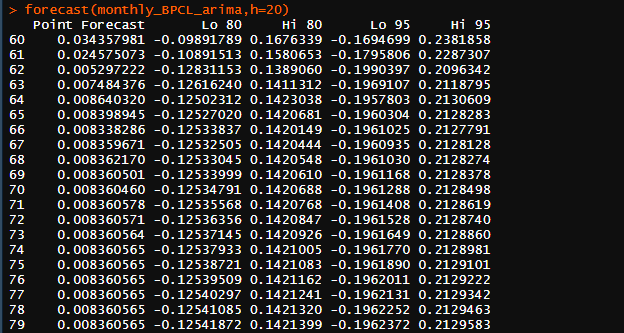 > forecast(monthly_BPCL_arima,h=20)
Point Forecast Lo 80 Hi 80 Lo 95 Hi 95
60 0.034357981 -0.09891789 0.1676339 -0.1694699 0.2381858
61 0.024575073 -0.10891513 0.1580653 -0.1795806 0.2287307
62 0.005297222 -0.12831153 0.1389060 -0.1990397 0.2096342
63 0.007484376 -0.12616240 0.1411312 -0.1969107 0.2118795
64 0.008640320 -0.12502312 0.1423038 -0.1957803 0.2130609
65 0.008398945 -0.12527020 0.1420681 -0.1960304 0.2128283
66 0.008338286 -0.12533837 0.1420149 -0.1961025 0.2127791
67 0.008359671 -0.12532505 0.1420444 -0.1960935 0.2128128
68 0.008362170 -0.12533045 0.1420548 -0.1961030 0.2128274
69 0.008360501 -0.12533999 0.1420610 -0.1961168 0.2128378
70 0.008360460 -0.12534791 0.1420688 -0.1961288 0.2128498
71 0.008360578 -0.12535568 0.1420768 -0.1961408 0.2128619
72 0.008360571 -0.12536356 0.1420847 -0.1961528 0.2128740
73 0.008360564 -0.12537145 0.1420926 -0.1961649 0.2128860
74 0.008360565 -0.12537933 0.1421005 -0.1961770 0.2128981
75 0.008360565 -0.12538721 0.1421083 -0.1961890 0.2129101
76 0.008360565 -0.12539509 0.1421162 -0.1962011 0.2129222
77 0.008360565 -0.12540297 0.1421241 -0.1962131 0.2129342
78 0.008360565 -0.12541085 0.1421320 -0.1962252 0.2129463
79 0.008360565 -0.12541872 0.1421399 -0.1962372 0.2129583